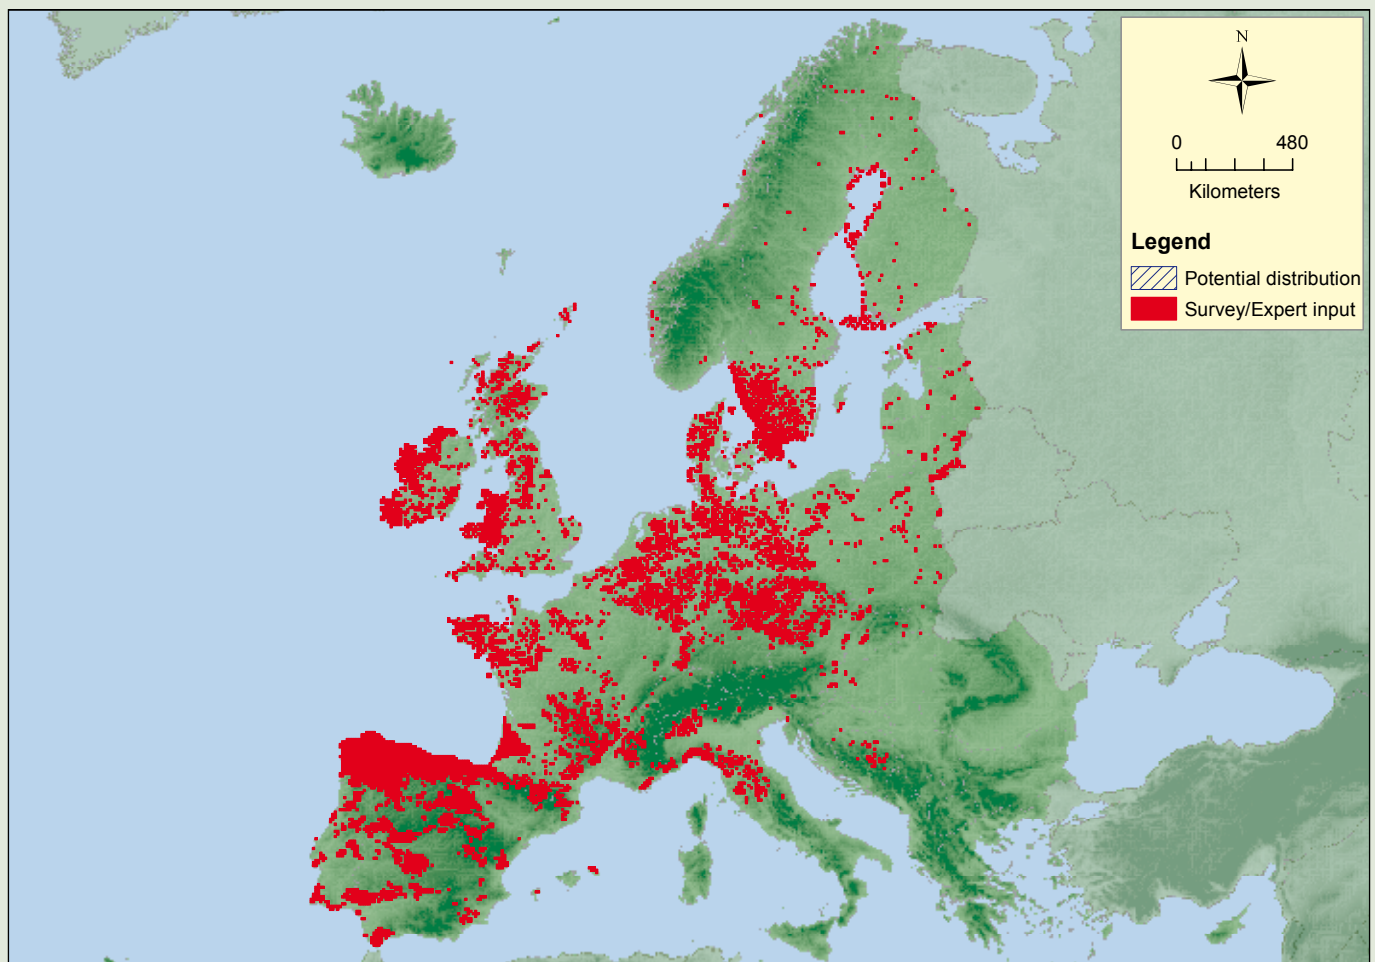 N
0 480
Kilometers
Legend
Potential distribution
Survey/Expert input